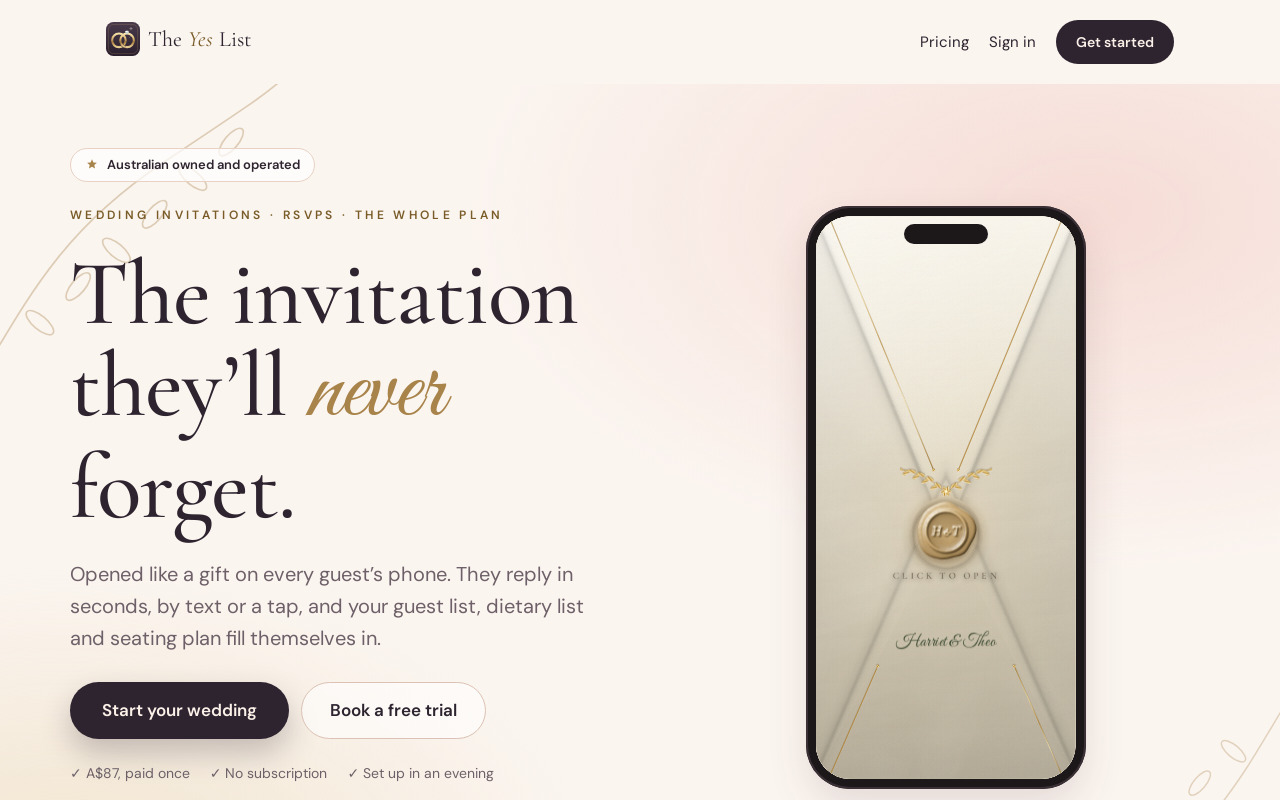 The Yes List
Pricing
Sign in
Get started
Australian owned and operated
WEDDING INVITATIONS · RSVPS · THE WHOLE PLAN
The invitation
they’ll never
forget.
Opened like a gift on every guest’s phone. They reply in
seconds, by text or a tap, and your guest list, dietary list
and seating plan fill themselves in.
Start your wedding
Book a free trial
✓ A$87, paid once
✓ No subscription
✓ Set up in an evening
H&T
CLICK TO OPEN
Harriet & Theo